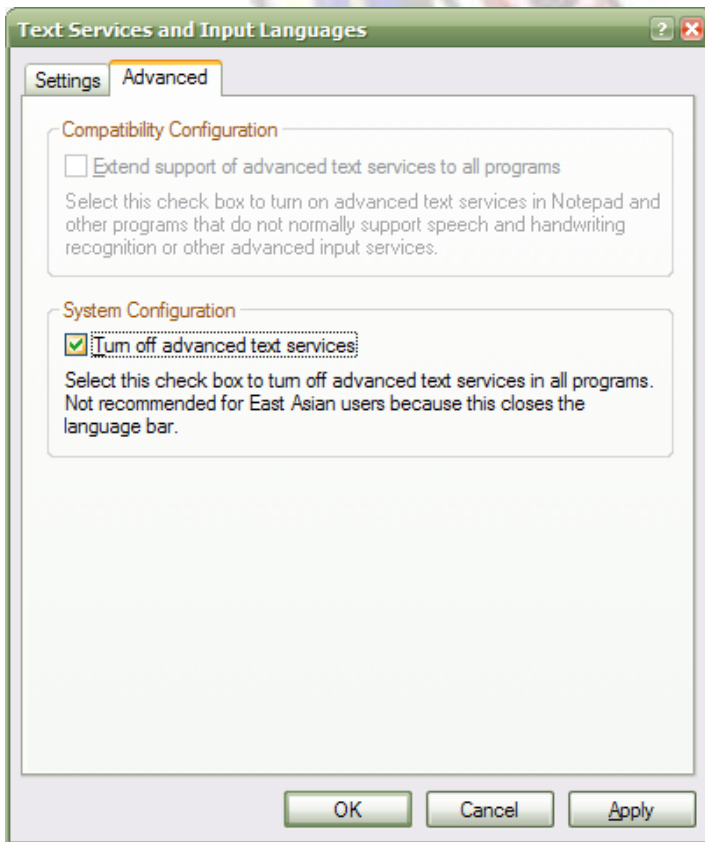 Text Services and Input Languages
Settings
Advanced
Compatibility Configuration
Extend support of advanced text services to all programs
Select this check box to turn on advanced text services in Notepad and
other programs that do not normally support speech and handwriting
recognition or other advanced input services.
System Configuration
Turn off advanced text services
Select this check box to turn off advanced text services in all programs.
Not recommended for East Asian users because this closes the
language bar.
OK
Cancel
Apply